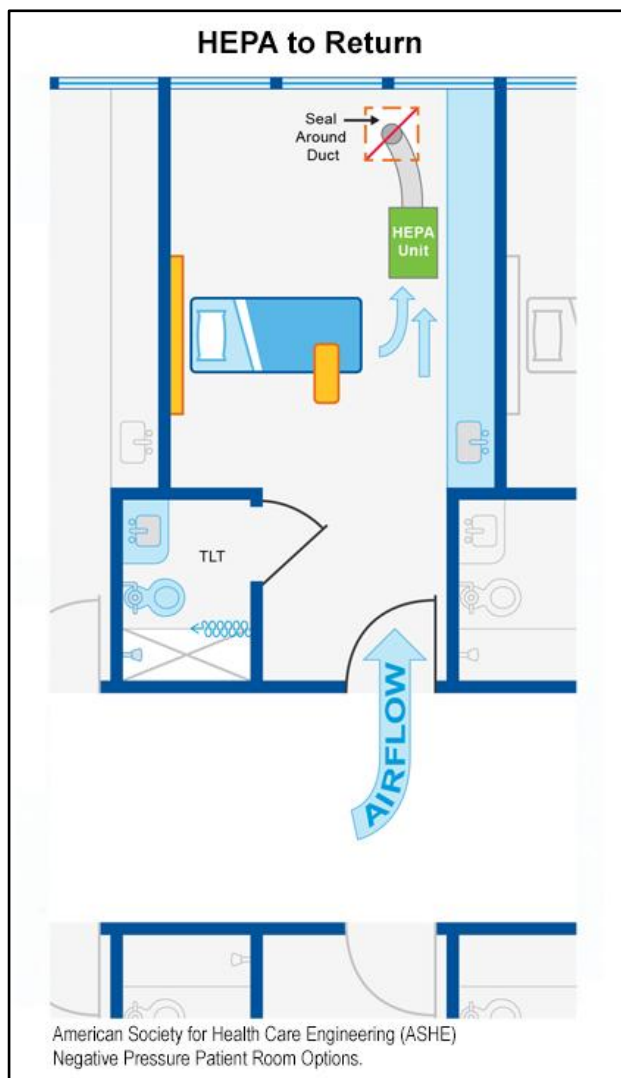 HEPA to Return
Seal
Around
Duct
HEPA
Unit
TLT
AIRFLOW
American Society for Health Care Engineering (ASHE)
Negative Pressure Patient Room Options.